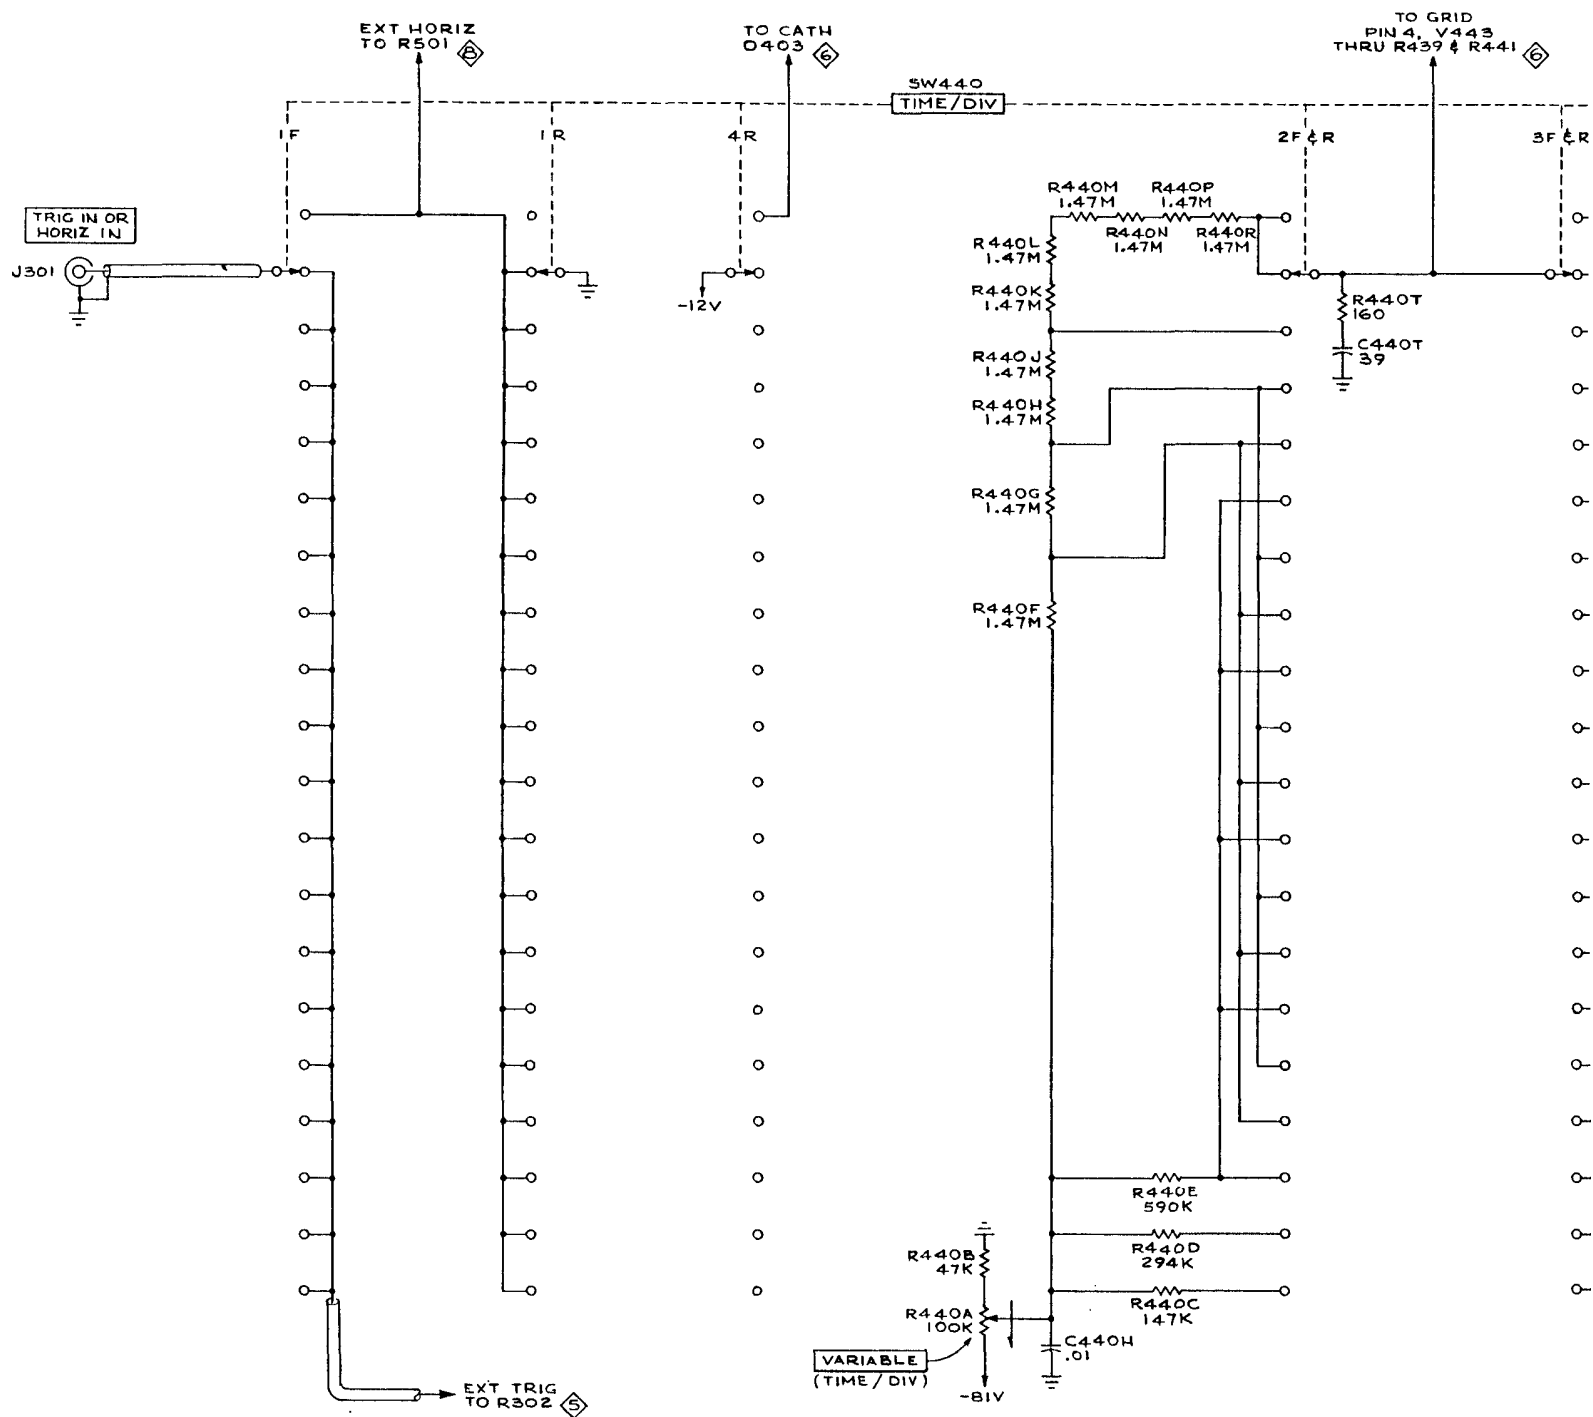 EXT HORIZ
TO R501 8
TO CATH
D403 6
TO GRID
PIN 4, V443
THRU R439 & R441 6
SW440
TIME/DIV
1F
1R
4R
2F & R
3F & R
TRIG IN OR
HORIZ IN
J301
-12V
R440M
1.47M
R440P
1.47M
R440N
1.47M
R440R
1.47M
R440L
1.47M
R440K
1.47M
R440J
1.47M
R440H
1.47M
R440G
1.47M
R440F
1.47M
R440T
160
C440T
39
R440E
590K
R440D
294K
R440C
147K
R440B
47K
R440A
100K
C440H
.01
VARIABLE
(TIME/DIV)
-81V
EXT TRIG
TO R302 5